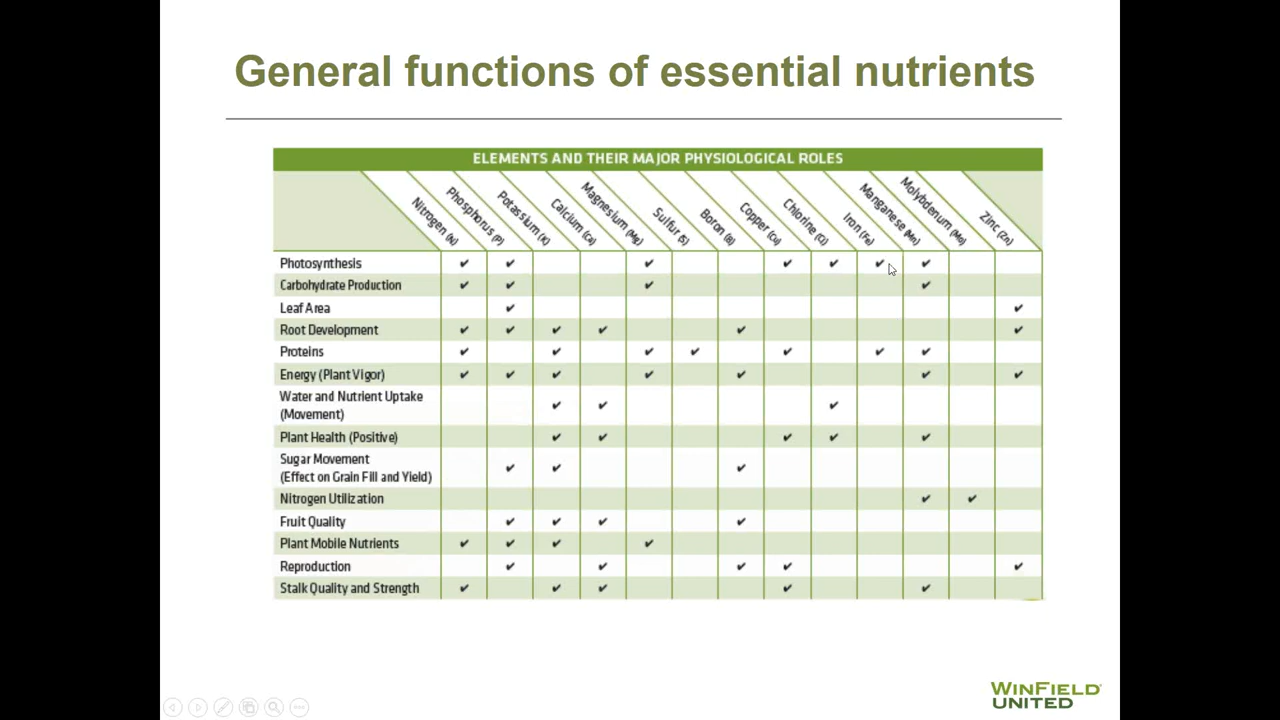 General functions of essential nutrients
ELEMENTS AND THEIR MAJOR PHYSIOLOGICAL ROLES
Nitrogen (N)
Phosphorus (P)
Potassium (K)
Calcium (Ca)
Magnesium (Mg)
Sulfur (S)
Boron (B)
Copper (Cu)
Chlorine (Cl)
Iron (Fe)
Manganese (Mn)
Molybdenum (Mo)
Zinc (Zn)
Photosynthesis ✔ ✔ ✔ ✔ ✔ ✔ ✔
Carbohydrate Production ✔ ✔ ✔ ✔
Leaf Area ✔ ✔
Root Development ✔ ✔ ✔ ✔ ✔ ✔
Proteins ✔ ✔ ✔ ✔ ✔ ✔ ✔
Energy (Plant Vigor) ✔ ✔ ✔ ✔ ✔ ✔ ✔
Water and Nutrient Uptake
(Movement) ✔ ✔ ✔
Plant Health (Positive) ✔ ✔ ✔ ✔ ✔
Sugar Movement
(Effect on Grain Fill and Yield) ✔ ✔ ✔
Nitrogen Utilization ✔ ✔
Fruit Quality ✔ ✔ ✔ ✔
Plant Mobile Nutrients ✔ ✔ ✔ ✔
Reproduction ✔ ✔ ✔ ✔ ✔
Stalk Quality and Strength ✔ ✔ ✔ ✔ ✔
WINFIELD
UNITED